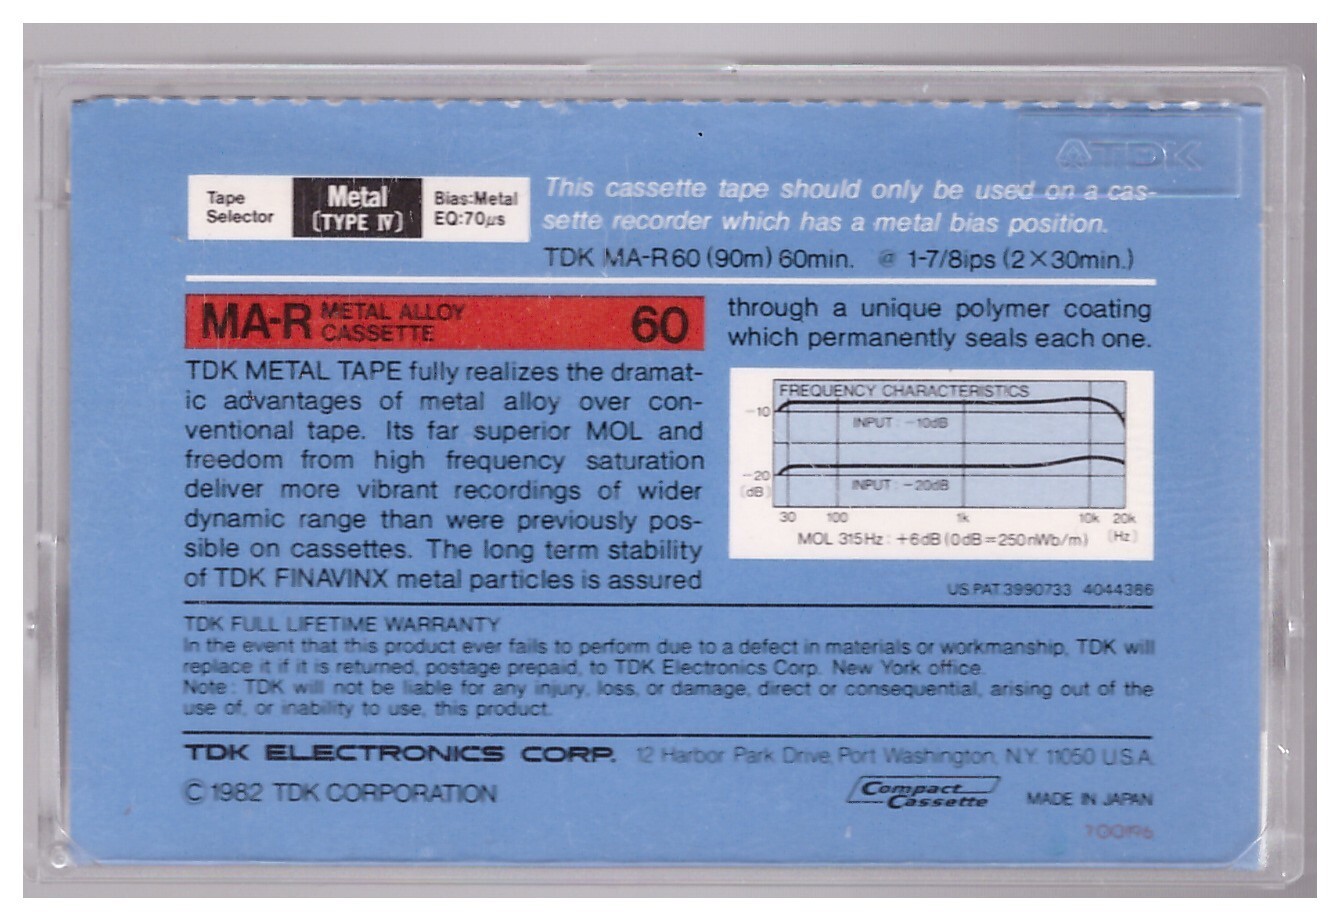 TDK
Tape Selector
Metal (TYPE IV)
Bias:Metal EQ:70μs
This cassette tape should only be used on a cas-
sette recorder which has a metal bias position.
TDK MA-R60 (90m) 60min. @ 1-7/8ips (2×30min.)
MA-R METAL ALLOY CASSETTE 60
TDK METAL TAPE fully realizes the dramat-
ic advantages of metal alloy over con-
ventional tape. Its far superior MOL and
freedom from high frequency saturation
deliver more vibrant recordings of wider
dynamic range than were previously pos-
sible on cassettes. The long term stability
of TDK FINAVINX metal particles is assured
through a unique polymer coating
which permanently seals each one.
FREQUENCY CHARACTERISTICS
-10
INPUT : -10dB
-20
(dB)
INPUT : -20dB
30 100 1k 10k 20k
(Hz)
MOL 315Hz : +6dB (0dB=250nWb/m)
US.PAT.3990733 4044386
TDK FULL LIFETIME WARRANTY
In the event that this product ever fails to perform due to a defect in materials or workmanship, TDK will
replace it if it is returned, postage prepaid, to TDK Electronics Corp. New York office.
Note : TDK will not be liable for any injury, loss, or damage, direct or consequential, arising out of the
use of, or inability to use, this product.
TDK ELECTRONICS CORP. 12 Harbor Park Drive, Port Washington, N.Y. 11050 U.S.A.
© 1982 TDK CORPORATION
Compact Cassette
MADE IN JAPAN